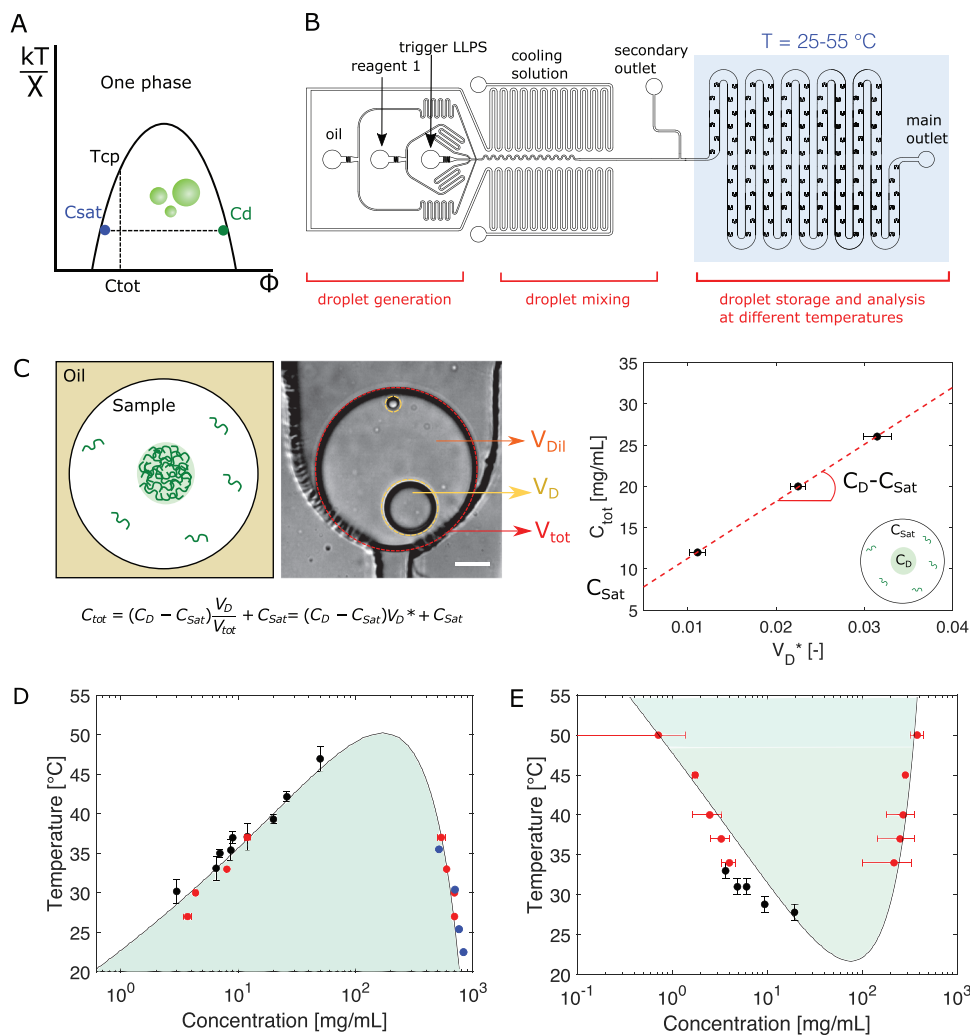 A
kT
X
One phase
Tcp
Csat
Cd
Ctot
Φ
B
T = 25-55 °C
trigger LLPS
reagent 1
oil
cooling
solution
secondary
outlet
main
outlet
droplet generation
droplet mixing
droplet storage and analysis
at different temperatures
C
Oil
Sample
V_Dil
V_D
V_tot
C_tot = (C_D − C_Sat) V_D/V_tot + C_Sat = (C_D − C_Sat)V_D* + C_Sat
C_tot [mg/mL]
35
30
25
20
15
10
5
C_Sat
C_D-C_Sat
C_Sat
C_D
0.01 0.02 0.03 0.04
V_D* [-]
D
Temperature [°C]
55
50
45
40
35
30
25
20
10^0 10^1 10^2 10^3
Concentration [mg/mL]
E
Temperature [°C]
55
50
45
40
35
30
25
20
10^-1 10^0 10^1 10^2 10^3
Concentration [mg/mL]